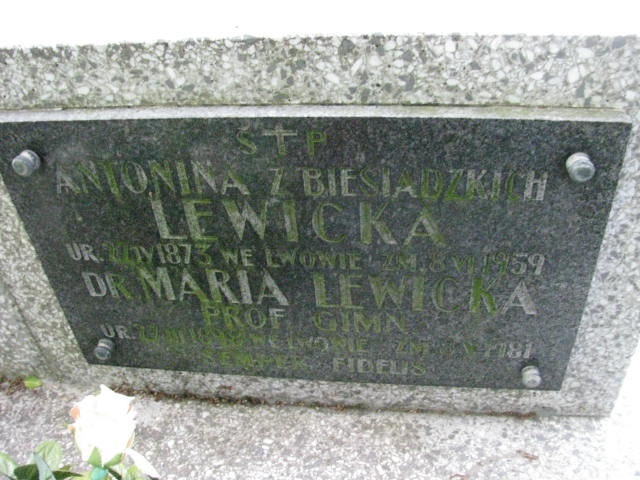 Ś✝P
ANTONINA Z BIESIADZKICH
LEWICKA
UR. 1873 WE LWOWIE ZM. 8 VI 1959
DR MARIA LEWICKA
PROF GIMN
UR. WE LWOWIE ZM.
SEMPER FIDELIS